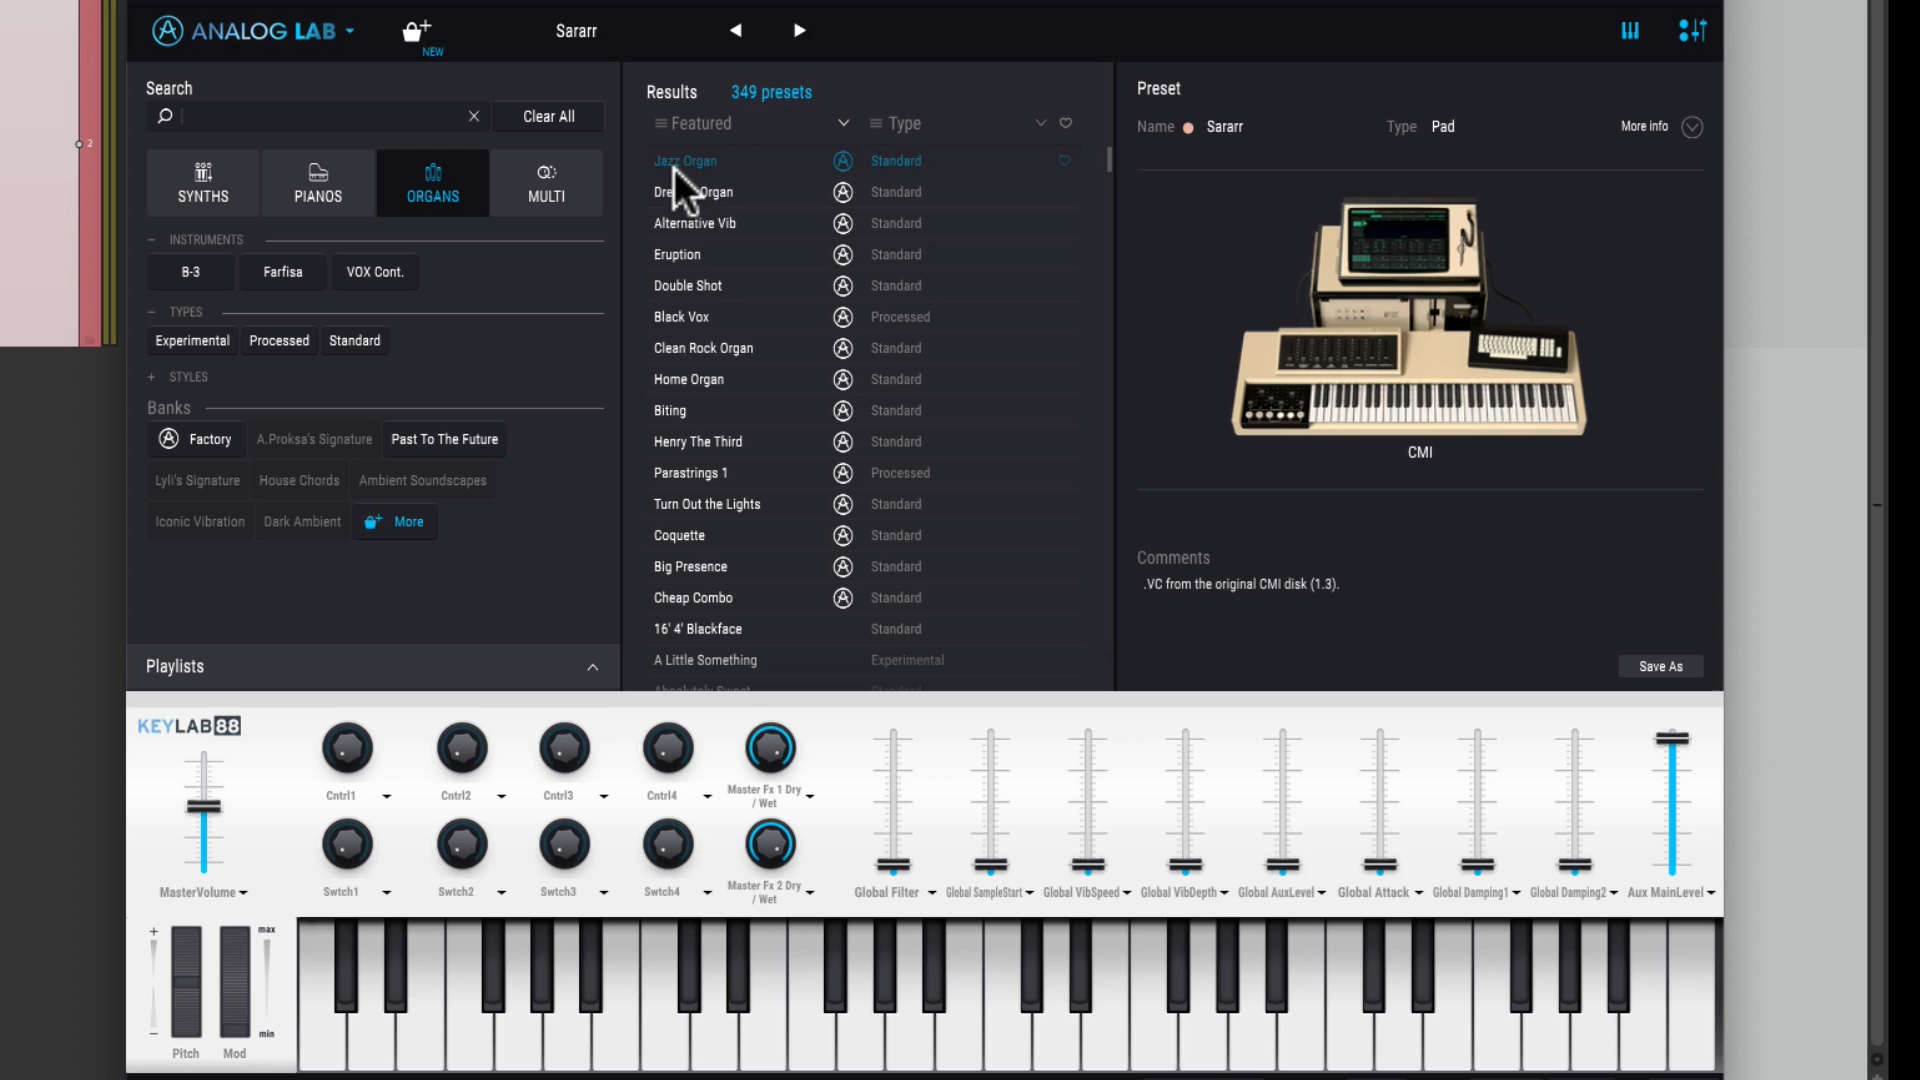 ANALOG LAB
NEW
Sararr
Search
Clear All
SYNTHS
PIANOS
ORGANS
MULTI
INSTRUMENTS
B-3
Farfisa
VOX Cont.
TYPES
Experimental
Processed
Standard
STYLES
Banks
Factory
A.Proksa's Signature
Past To The Future
Lyli's Signature
House Chords
Ambient Soundscapes
Iconic Vibration
Dark Ambient
More
Playlists
Results 349 presets
Featured Type
Jazz Organ Standard
Organ Standard
Alternative Vib Standard
Eruption Standard
Double Shot Standard
Black Vox Processed
Clean Rock Organ Standard
Home Organ Standard
Biting Standard
Henry The Third Standard
Parastrings 1 Processed
Turn Out the Lights Standard
Coquette Standard
Big Presence Standard
Cheap Combo Standard
16' 4' Blackface Standard
A Little Something Experimental
Absolutely Sweet Standard
Preset
Name Sararr Type Pad More info
CMI
Comments
.VC from the original CMI disk (1.3).
Save As
2
KEYLAB 88
MasterVolume
Cntrl1
Cntrl2
Cntrl3
Cntrl4
Master Fx 1 Dry
/ Wet
Swtch1
Swtch2
Swtch3
Swtch4
Master Fx 2 Dry
/ Wet
Global Filter
Global SampleStart
Global VibSpeed
Global VibDepth
Global AuxLevel
Global Attack
Global Damping1
Global Damping2
Aux MainLevel
+
-
max
min
Pitch
Mod